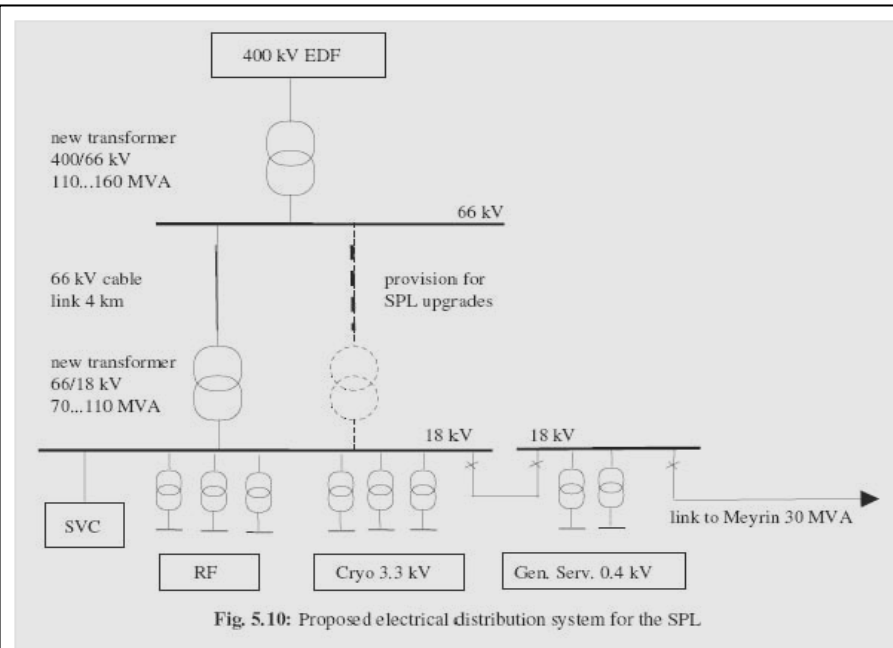 400 kV EDF
new transformer
400/66 kV
110...160 MVA
66 kV
66 kV cable
link 4 km
provision for
SPL upgrades
new transformer
66/18 kV
70...110 MVA
18 kV
18 kV
SVC
link to Meyrin 30 MVA
RF
Cryo 3.3 kV
Gen. Serv. 0.4 kV
Fig. 5.10: Proposed electrical distribution system for the SPL